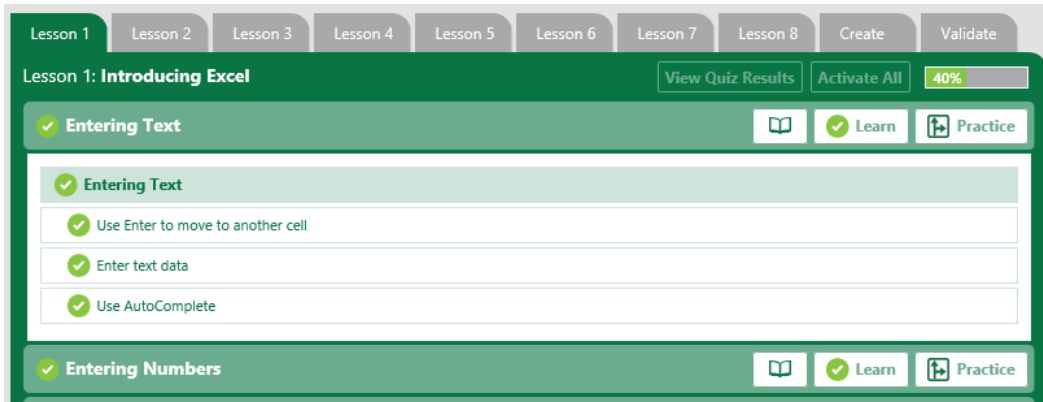 Lesson 1 Lesson 2 Lesson 3 Lesson 4 Lesson 5 Lesson 6 Lesson 7 Lesson 8 Create Validate
Lesson 1: Introducing Excel View Quiz Results Activate All 40%
Entering Text Learn Practice
Entering Text
Use Enter to move to another cell
Enter text data
Use AutoComplete
Entering Numbers Learn Practice